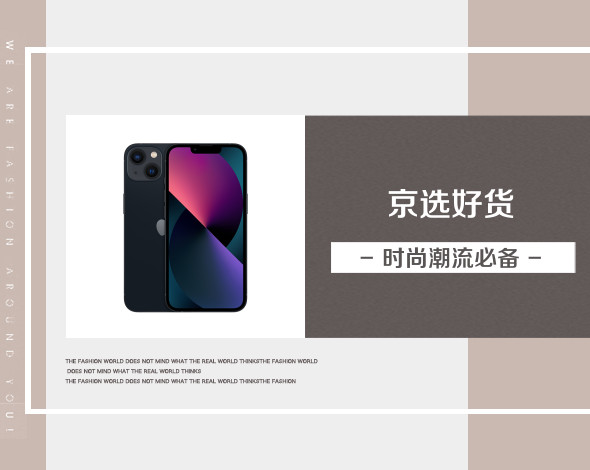 WE ARE FASHION AROUND YOU!
京选好货
- 时尚潮流必备 -
THE FASHION WORLD DOES NOT MIND WHAT THE REAL WORLD THINKSTHE FASHION WORLD
DOES NOT MIND WHAT THE REAL WORLD THINKS
THE FASHION WORLD DOES NOT MIND WHAT THE REAL WORLD THINKSTHE FASHION